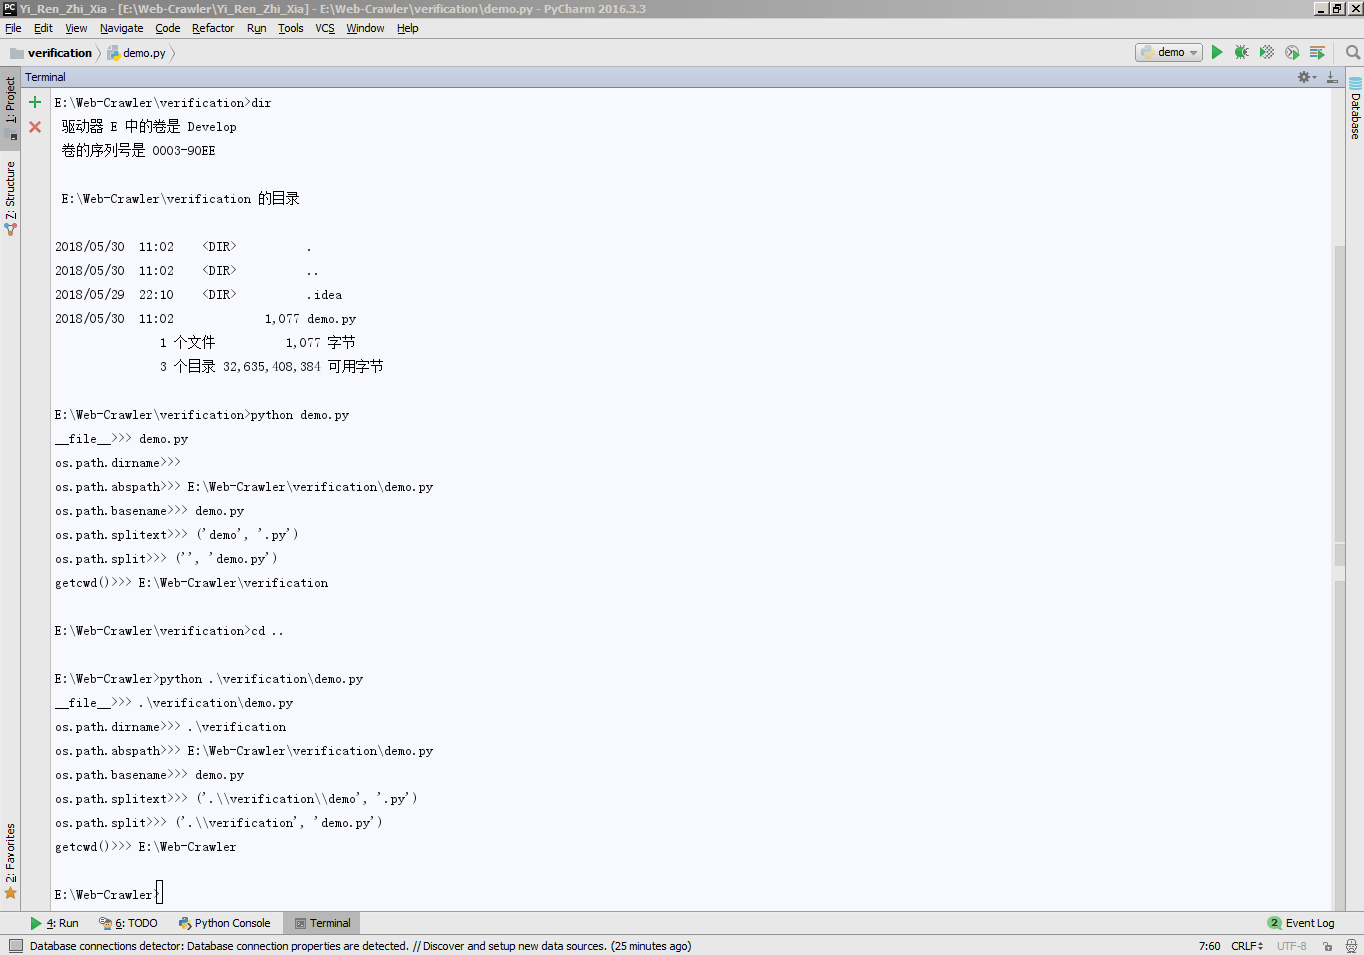 Yi_Ren_Zhi_Xia - [E:\Web-Crawler\Yi_Ren_Zhi_Xia] - E:\Web-Crawler\verification\demo.py - PyCharm 2016.3.3
File Edit View Navigate Code Refactor Run Tools VCS Window Help
verification demo.py demo
Terminal
1: Project
7: Structure
2: Favorites
Database
E:\Web-Crawler\verification>dir
驱动器 E 中的卷是 Develop
卷的序列号是 0003-90EE
E:\Web-Crawler\verification 的目录
2018/05/30 11:02 <DIR> .
2018/05/30 11:02 <DIR> ..
2018/05/29 22:10 <DIR> .idea
2018/05/30 11:02 1,077 demo.py
1 个文件 1,077 字节
3 个目录 32,635,408,384 可用字节
E:\Web-Crawler\verification>python demo.py
__file__>>> demo.py
os.path.dirname>>>
os.path.abspath>>> E:\Web-Crawler\verification\demo.py
os.path.basename>>> demo.py
os.path.splitext>>> ('demo', '.py')
os.path.split>>> ('', 'demo.py')
getcwd()>>> E:\Web-Crawler\verification
E:\Web-Crawler\verification>cd ..
E:\Web-Crawler>python .\verification\demo.py
__file__>>> .\verification\demo.py
os.path.dirname>>> .\verification
os.path.abspath>>> E:\Web-Crawler\verification\demo.py
os.path.basename>>> demo.py
os.path.splitext>>> ('.\\verification\\demo', '.py')
os.path.split>>> ('.\\verification', 'demo.py')
getcwd()>>> E:\Web-Crawler
E:\Web-Crawler>
4: Run 6: TODO Python Console Terminal 2 Event Log
Database connections detector: Database connection properties are detected. // Discover and setup new data sources. (25 minutes ago) 7:60 CRLF UTF-8